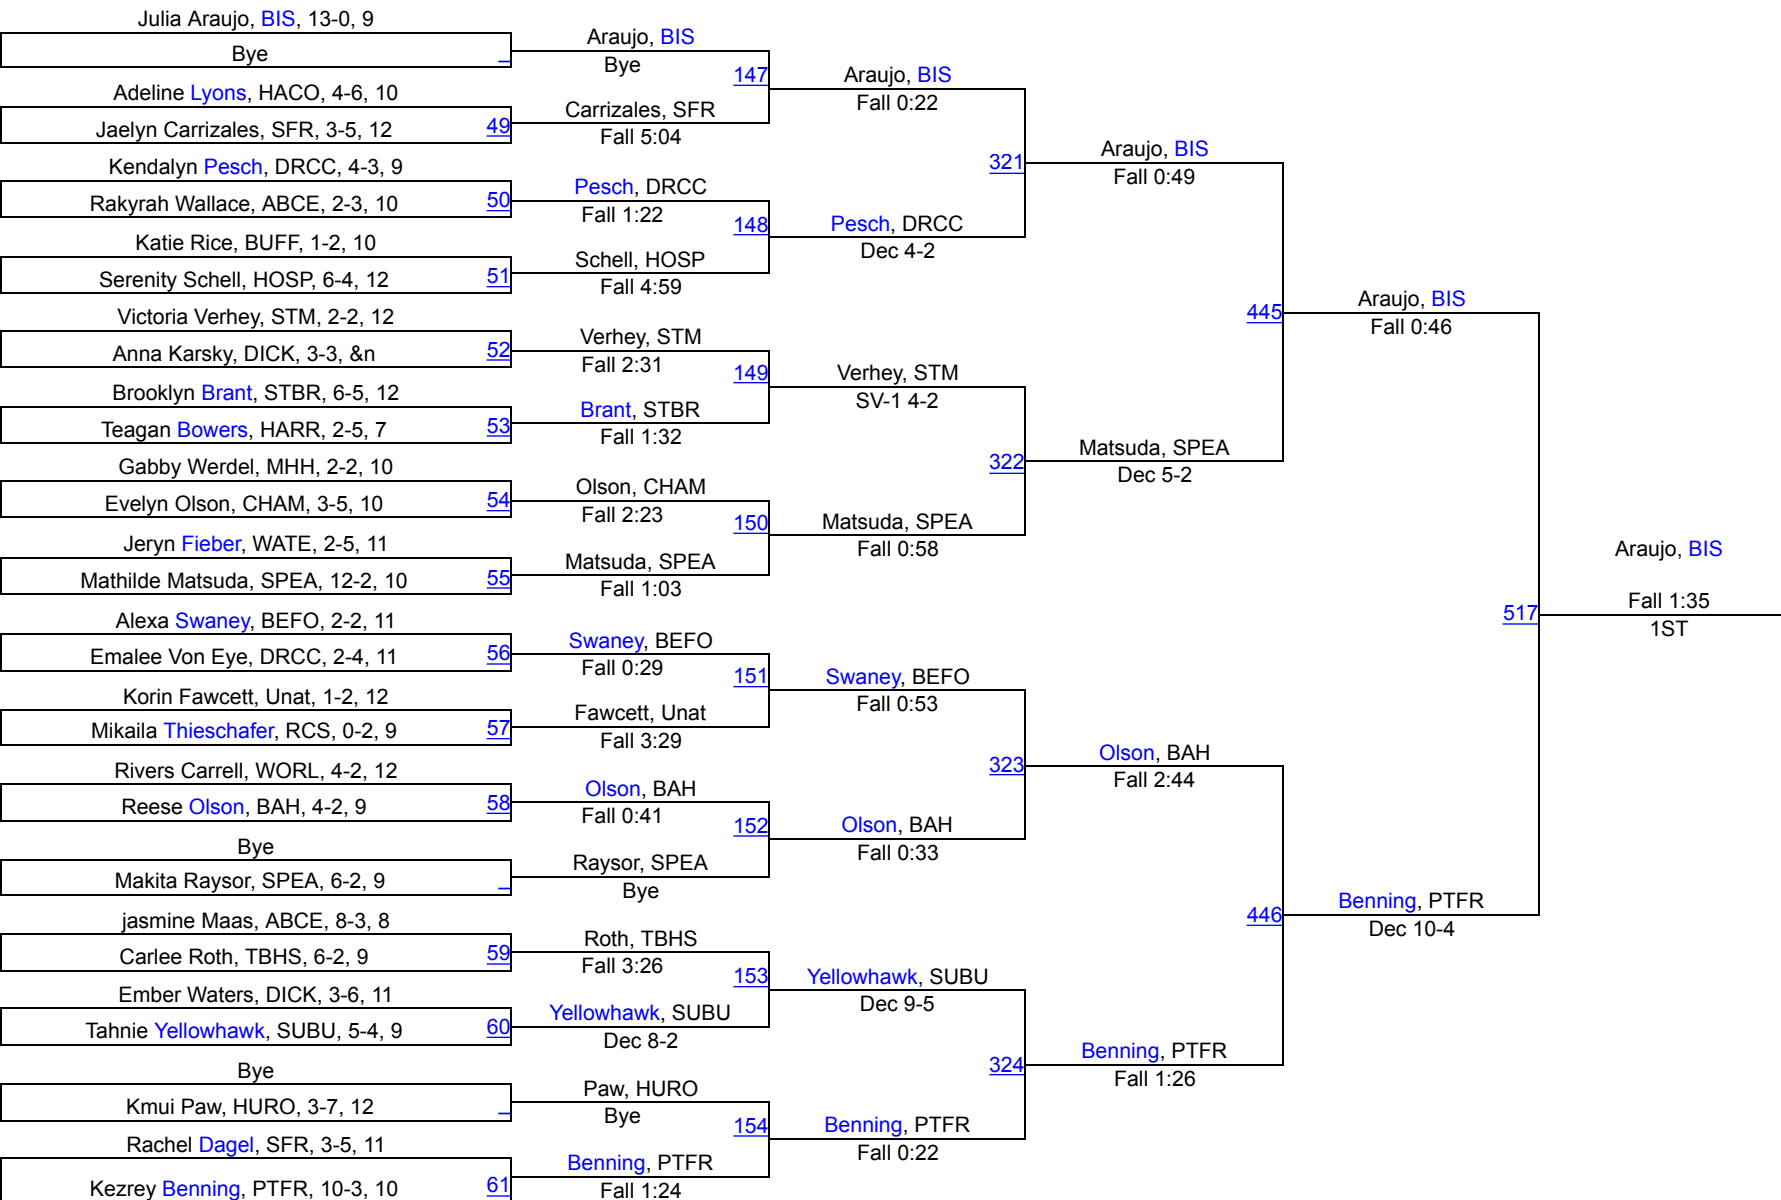 Julia Araujo, BIS, 13-0, 9
Bye
Adeline Lyons, HACO, 4-6, 10
Jaelyn Carrizales, SFR, 3-5, 12
49
Kendalyn Pesch, DRCC, 4-3, 9
Rakyrah Wallace, ABCE, 2-3, 10
50
Katie Rice, BUFF, 1-2, 10
Serenity Schell, HOSP, 6-4, 12
51
Victoria Verhey, STM, 2-2, 12
Anna Karsky, DICK, 3-3, &n
52
Brooklyn Brant, STBR, 6-5, 12
Teagan Bowers, HARR, 2-5, 7
53
Gabby Werdel, MHH, 2-2, 10
Evelyn Olson, CHAM, 3-5, 10
54
Jeryn Fieber, WATE, 2-5, 11
Mathilde Matsuda, SPEA, 12-2, 10
55
Alexa Swaney, BEFO, 2-2, 11
Emalee Von Eye, DRCC, 2-4, 11
56
Korin Fawcett, Unat, 1-2, 12
Mikaila Thieschafer, RCS, 0-2, 9
57
Rivers Carrell, WORL, 4-2, 12
Reese Olson, BAH, 4-2, 9
58
Bye
Makita Raysor, SPEA, 6-2, 9
jasmine Maas, ABCE, 8-3, 8
Carlee Roth, TBHS, 6-2, 9
59
Ember Waters, DICK, 3-6, 11
Tahnie Yellowhawk, SUBU, 5-4, 9
60
Bye
Kmui Paw, HURO, 3-7, 12
Rachel Dagel, SFR, 3-5, 11
Kezrey Benning, PTFR, 10-3, 10
61
Araujo, BIS
Bye
147
Carrizales, SFR
Fall 5:04
Pesch, DRCC
Fall 1:22
148
Schell, HOSP
Fall 4:59
Verhey, STM
Fall 2:31
149
Brant, STBR
Fall 1:32
Olson, CHAM
Fall 2:23
150
Matsuda, SPEA
Fall 1:03
Swaney, BEFO
Fall 0:29
151
Fawcett, Unat
Fall 3:29
Olson, BAH
Fall 0:41
152
Raysor, SPEA
Bye
Roth, TBHS
Fall 3:26
153
Yellowhawk, SUBU
Dec 8-2
Paw, HURO
Bye
154
Benning, PTFR
Fall 1:24
Araujo, BIS
Fall 0:22
321
Pesch, DRCC
Dec 4-2
Verhey, STM
SV-1 4-2
322
Matsuda, SPEA
Fall 0:58
Swaney, BEFO
Fall 0:53
323
Olson, BAH
Fall 0:33
Yellowhawk, SUBU
Dec 9-5
324
Benning, PTFR
Fall 0:22
Araujo, BIS
Fall 0:49
445
Matsuda, SPEA
Dec 5-2
Olson, BAH
Fall 2:44
446
Benning, PTFR
Fall 1:26
Araujo, BIS
Fall 0:46
517
Benning, PTFR
Dec 10-4
Araujo, BIS
Fall 1:35
1ST